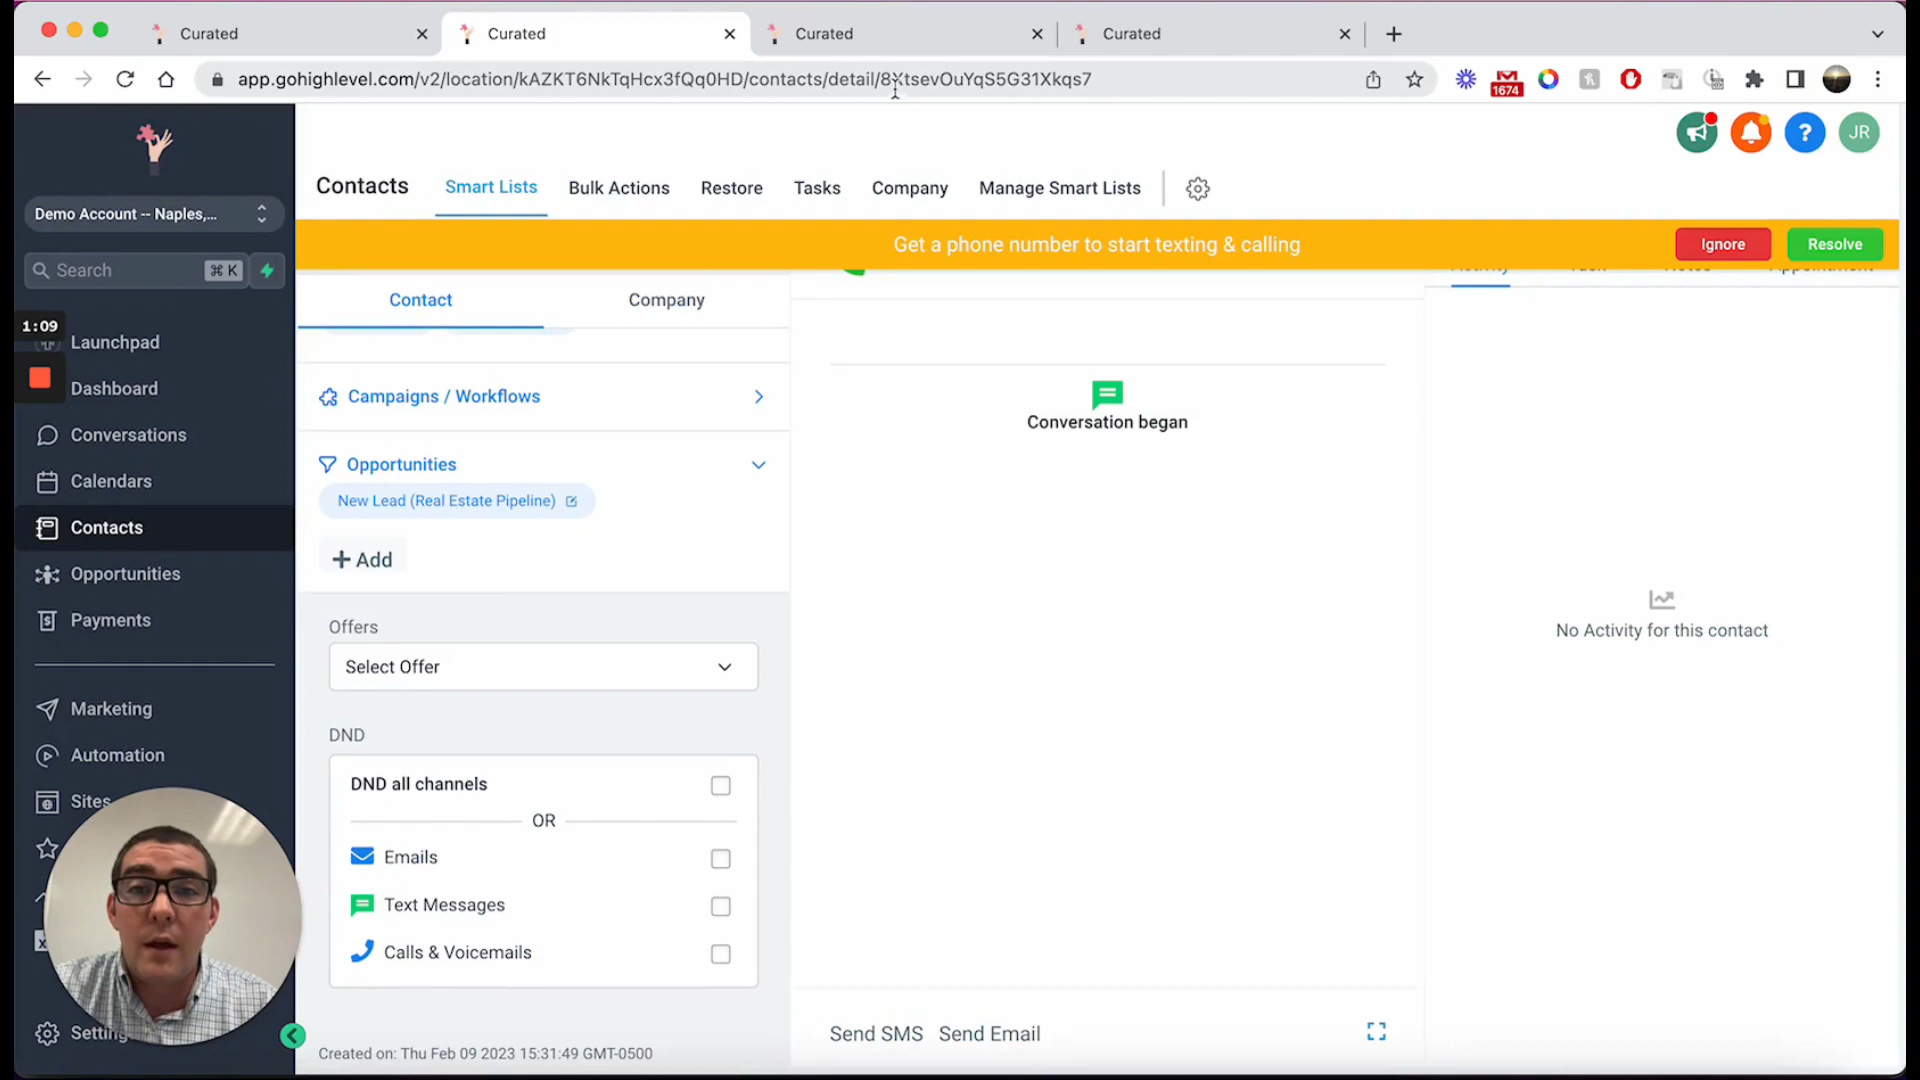 Curated
Curated
Curated
Curated
app.gohighlevel.com/v2/location/kAZKT6NkTqHcx3fQq0HD/contacts/detail/8XtsevOuYqS5G31Xkqs7
1674
JR
Contacts
Smart Lists
Bulk Actions
Restore
Tasks
Company
Manage Smart Lists
Demo Account -- Naples,...
Search
⌘ K
Get a phone number to start texting & calling
Ignore
Resolve
Contact
Company
1:09
Launchpad
Dashboard
Conversations
Calendars
Contacts
Opportunities
Payments
Marketing
Automation
Sites
Campaigns / Workflows
Opportunities
New Lead (Real Estate Pipeline)
+ Add
Offers
Select Offer
DND
DND all channels
OR
Emails
Text Messages
Calls & Voicemails
Created on: Thu Feb 09 2023 15:31:49 GMT-0500
Conversation began
Send SMS
Send Email
No Activity for this contact